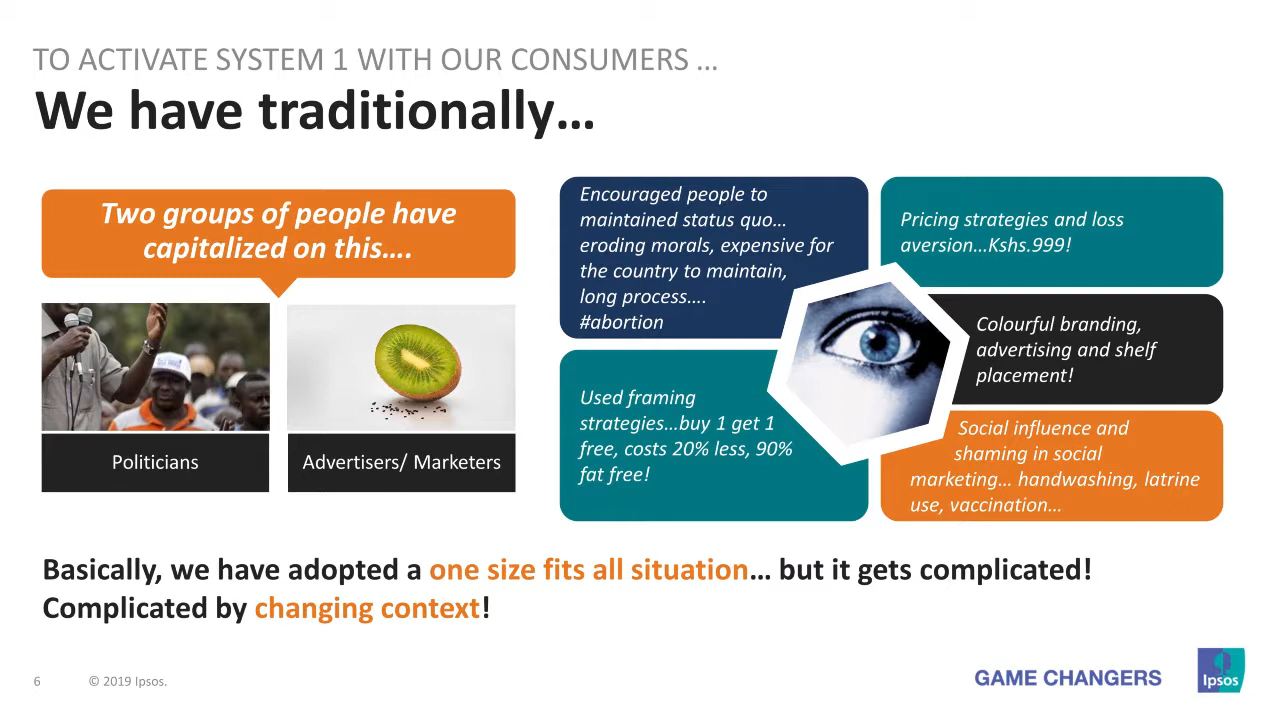 TO ACTIVATE SYSTEM 1 WITH OUR CONSUMERS …
We have traditionally…
Two groups of people have
capitalized on this….
Politicians
Advertisers/ Marketers
Encouraged people to
maintained status quo…
eroding morals, expensive for
the country to maintain,
long process….
#abortion
Pricing strategies and loss
aversion…Kshs.999!
Colourful branding,
advertising and shelf
placement!
Used framing
strategies…buy 1 get 1
free, costs 20% less, 90%
fat free!
Social influence and
shaming in social
marketing… handwashing, latrine
use, vaccination…
Basically, we have adopted a one size fits all situation… but it gets complicated!
Complicated by changing context!
6
© 2019 Ipsos.
GAME CHANGERS
Ipsos